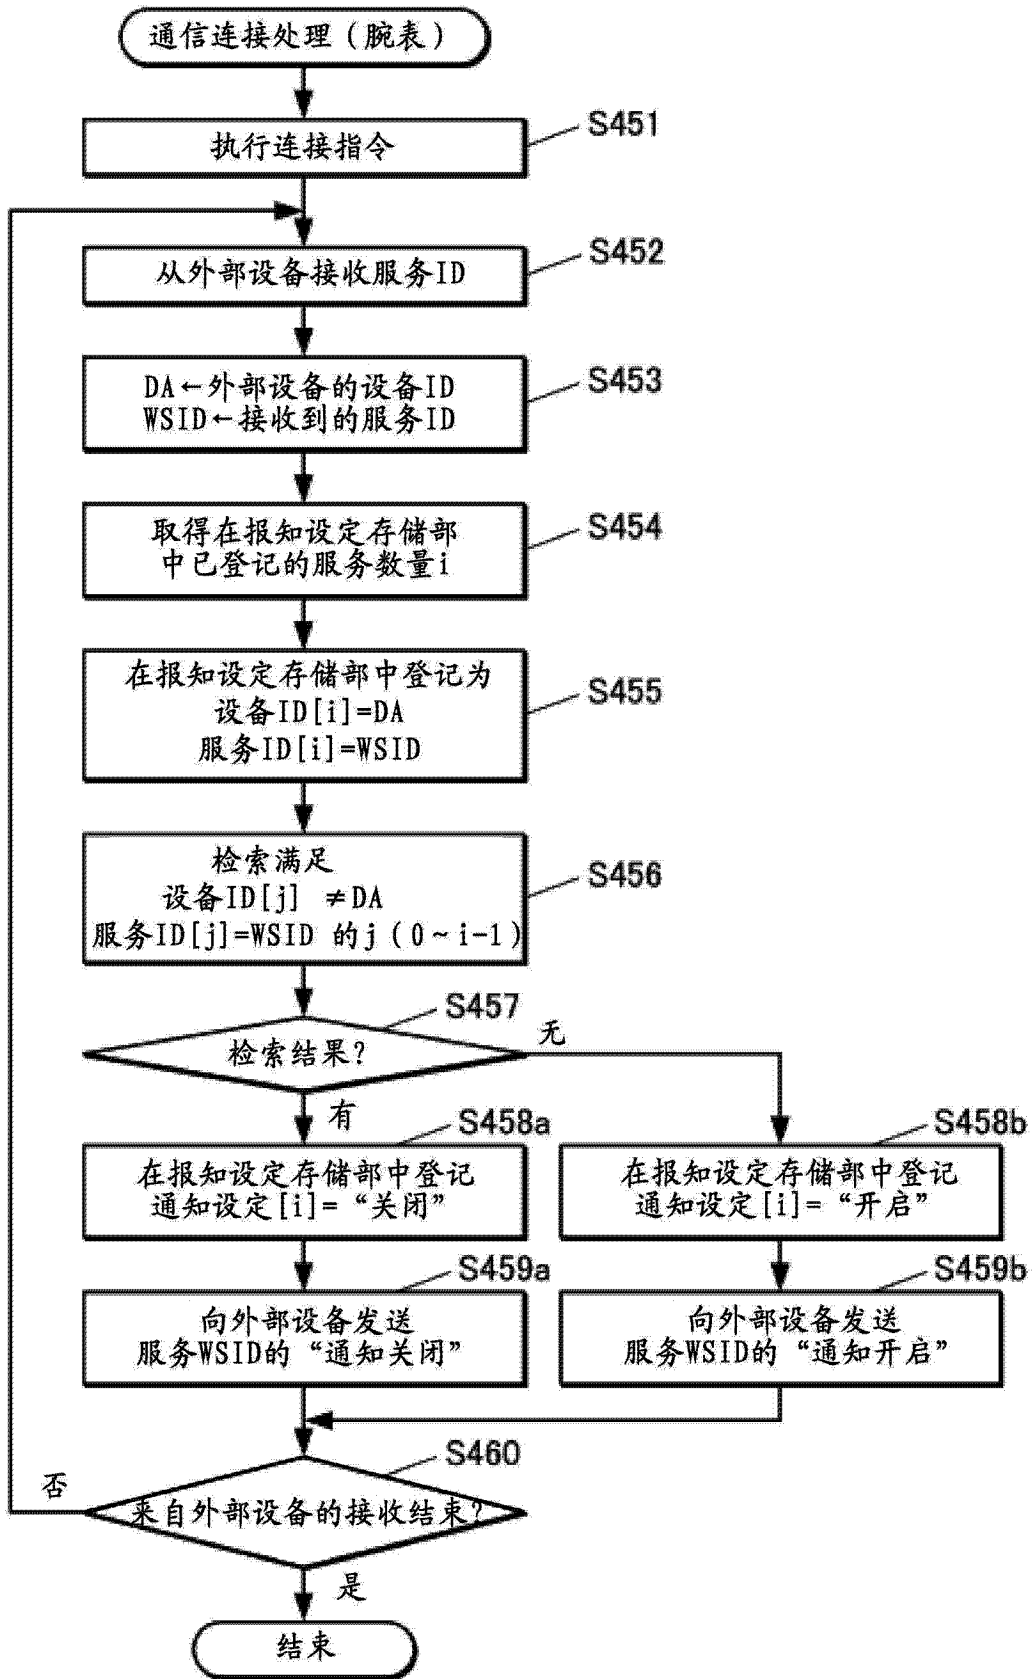 通信连接处理（腕表）
S451
执行连接指令
S452
从外部设备接收服务ID
S453
DA←外部设备的设备ID
WSID←接收到的服务ID
S454
取得在报知设定存储部
中已登记的服务数量i
S455
在报知设定存储部中登记为
设备ID[i]=DA
服务ID[i]=WSID
S456
检索满足
设备ID[j] ≠DA
服务ID[j]=WSID 的j（0～i-1）
S457
检索结果？
无
有
S458a
在报知设定存储部中登记
通知设定[i]=“关闭”
S458b
在报知设定存储部中登记
通知设定[i]=“开启”
S459a
向外部设备发送
服务WSID的“通知关闭”
S459b
向外部设备发送
服务WSID的“通知开启”
S460
来自外部设备的接收结束？
否
是
结束